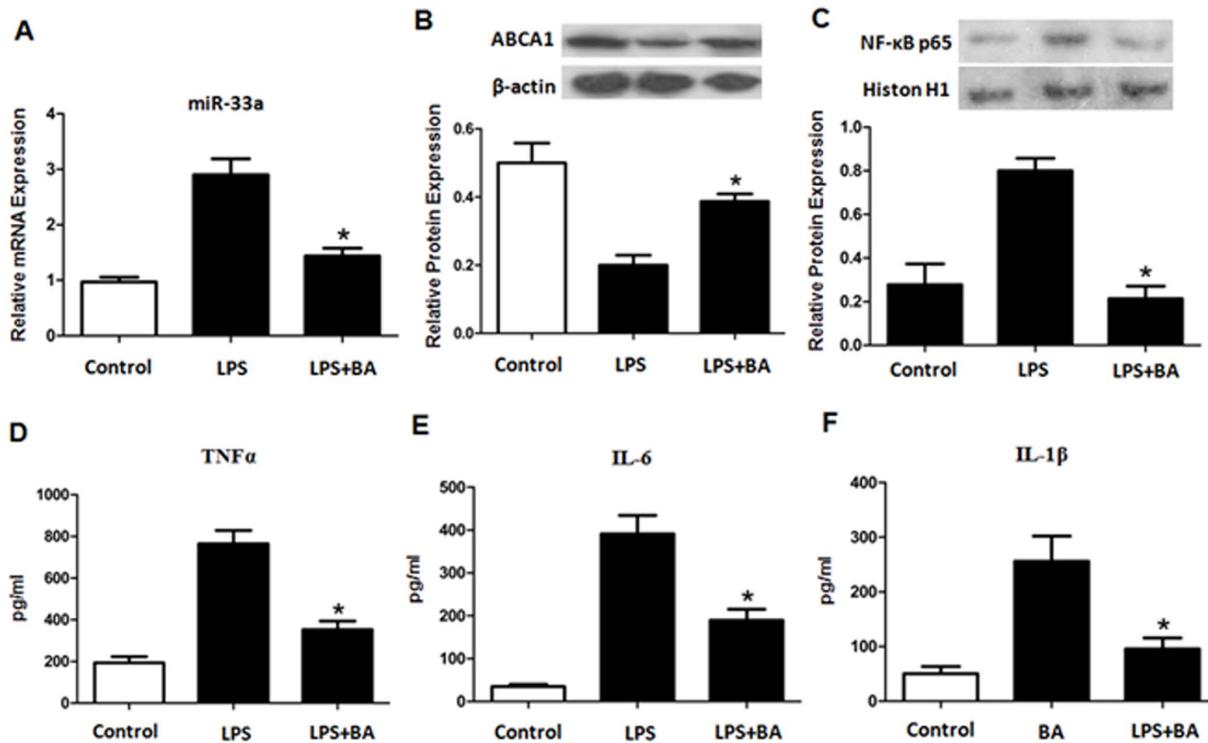 A
miR-33a
Relative mRNA Expression
4
3
2
1
0
Control LPS LPS+BA
*
B
ABCA1
β-actin
Relative Protein Expression
0.6
0.4
0.2
0.0
Control LPS LPS+BA
*
C
NF-κB p65
Histon H1
Relative Protein Expression
1.0
0.8
0.6
0.4
0.2
0.0
Control LPS LPS+BA
*
D
TNFα
pg/ml
1000
800
600
400
200
0
Control LPS LPS+BA
*
E
IL-6
pg/ml
500
400
300
200
100
0
Control LPS LPS+BA
*
F
IL-1β
pg/ml
400
300
200
100
0
Control BA LPS+BA
*